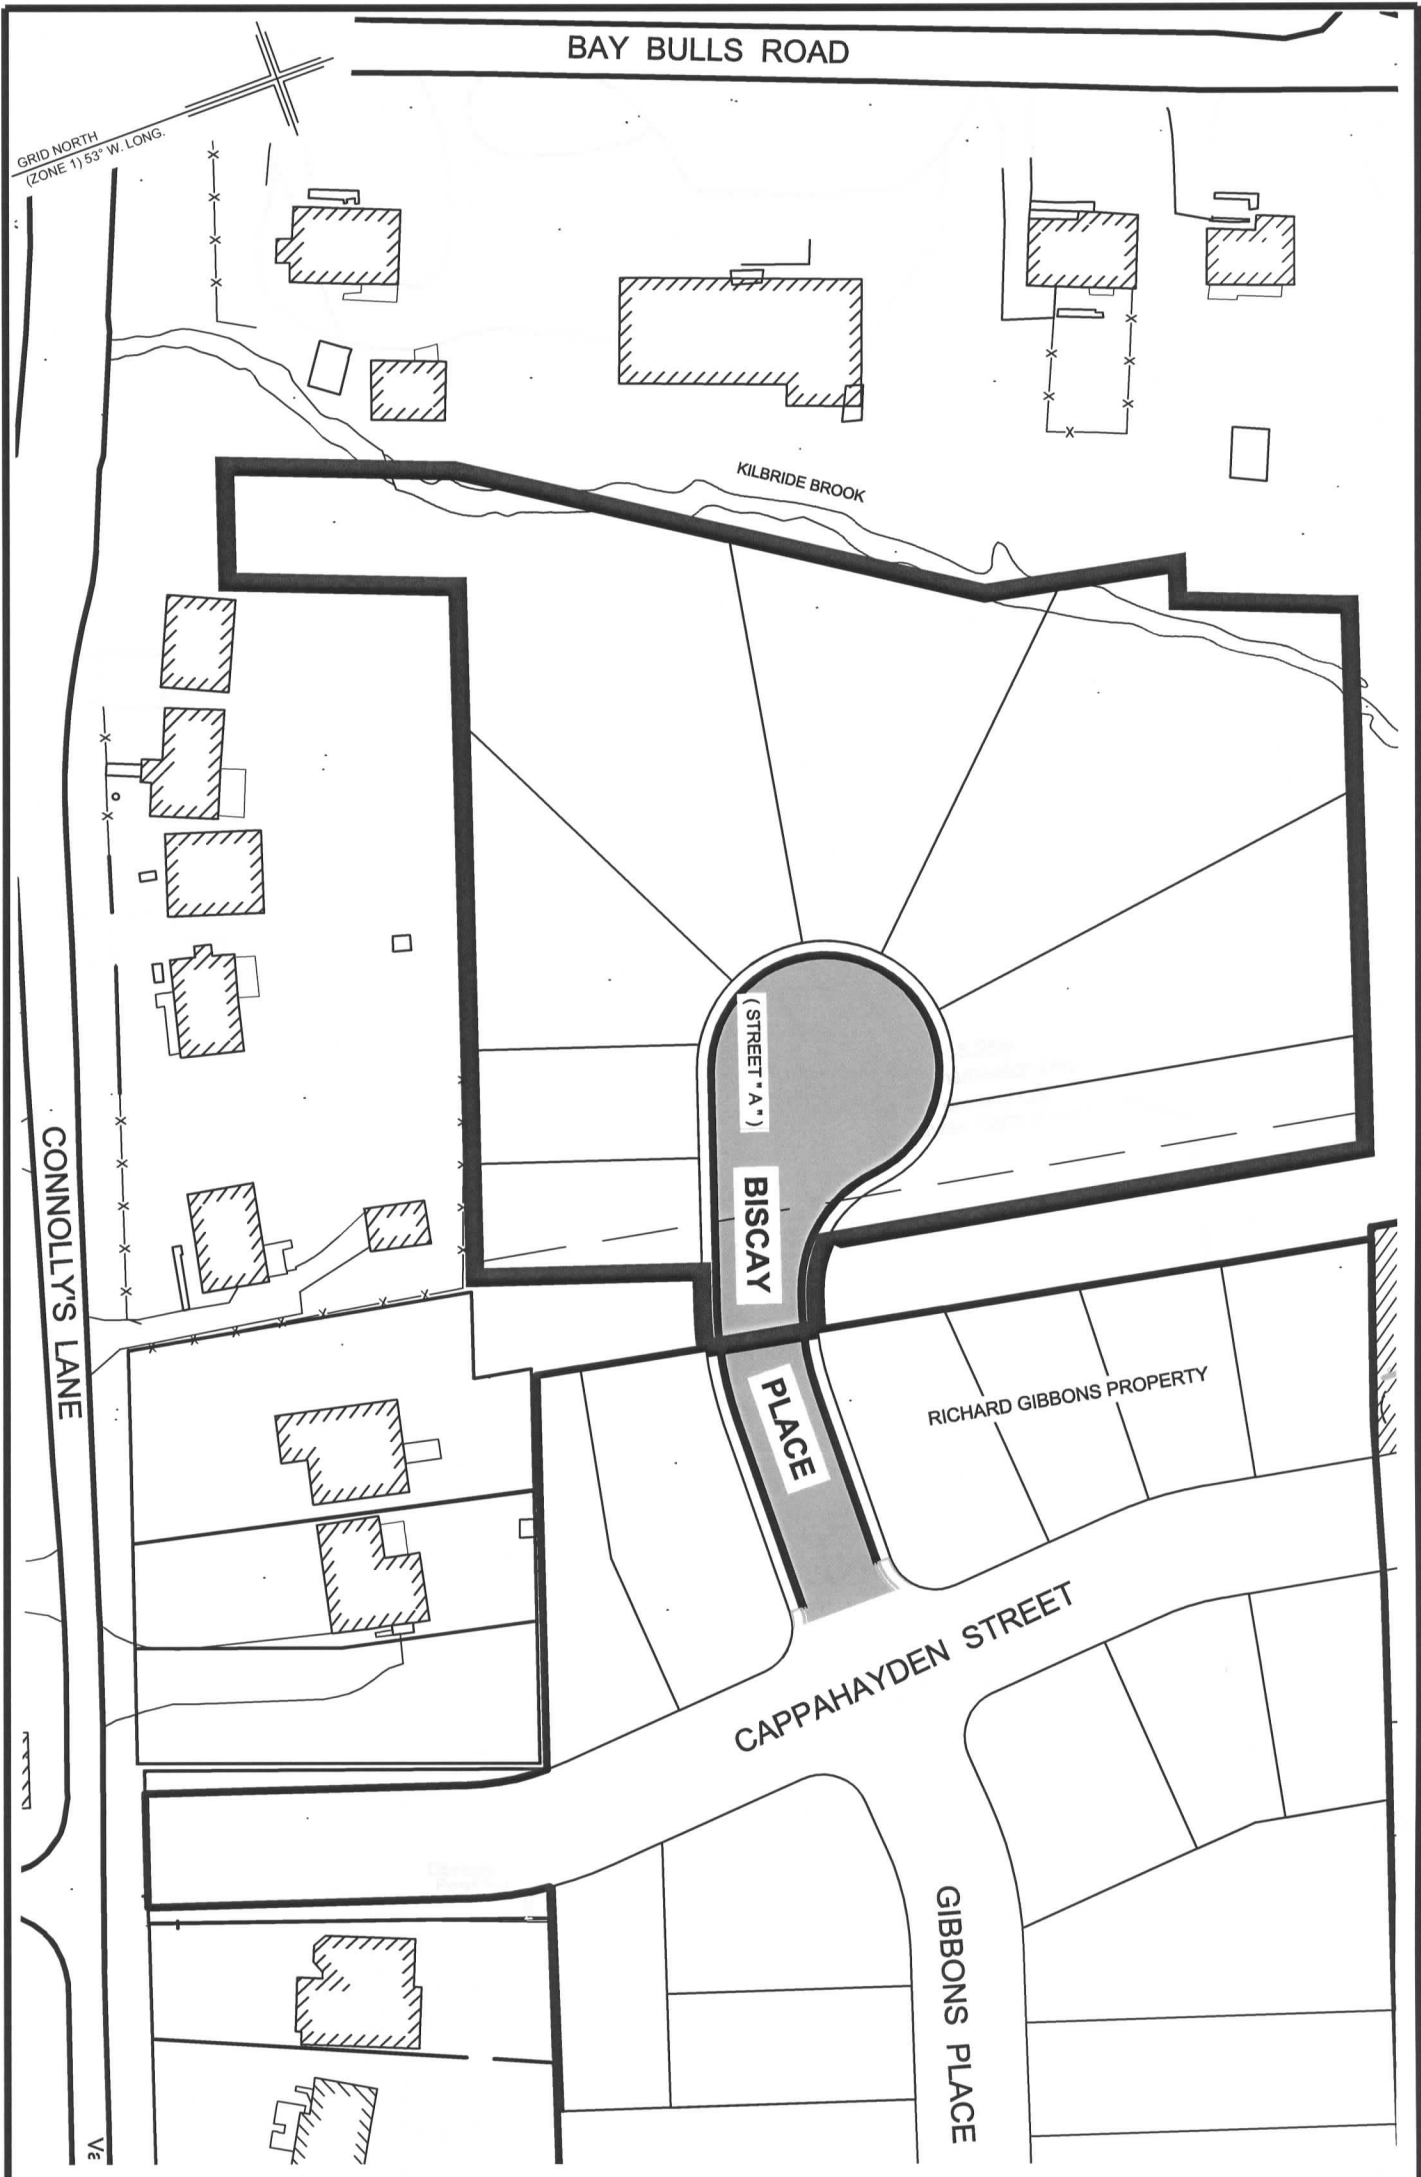 BAY BULLS ROAD
GRID NORTH
(ZONE 1) 53° W. LONG.
KILBRIDE BROOK
(STREET "A")
BISCAY
PLACE
CONNOLLY'S LANE
RICHARD GIBBONS PROPERTY
CAPPAHAYDEN STREET
GIBBONS PLACE